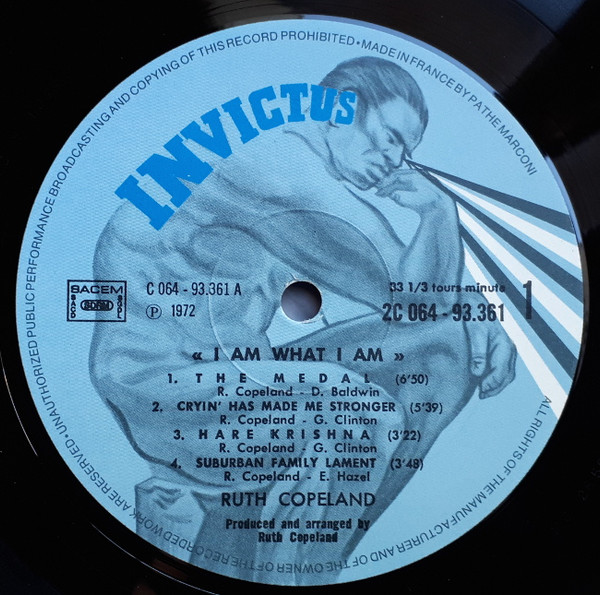 UNAUTHORIZED PUBLIC PERFORMANCE BROADCASTING AND COPYING OF THIS RECORD PROHIBITED • MADE IN FRANCE BY PATHE MARCONI
INVICTUS
SACEM
SACD SDRM SGDL
C 064 - 93.361 A
Ⓟ 1972
33 1/3 tours minute
2C 064 - 93.361 1
« I AM WHAT I AM »
1. THE MEDAL (6'50)
R. Copeland - D. Baldwin
2. CRYIN' HAS MADE ME STRONGER (5'39)
R. Copeland - G. Clinton
3. HARE KRISHNA (3'22)
R. Copeland - G. Clinton
4. SUBURBAN FAMILY LAMENT (3'48)
R. Copeland - E. Hazel
RUTH COPELAND
Produced and arranged by
Ruth Copeland
ALL RIGHTS OF THE MANUFACTURER AND OF THE OWNER OF THE RECORDED WORK ARE RESERVED •